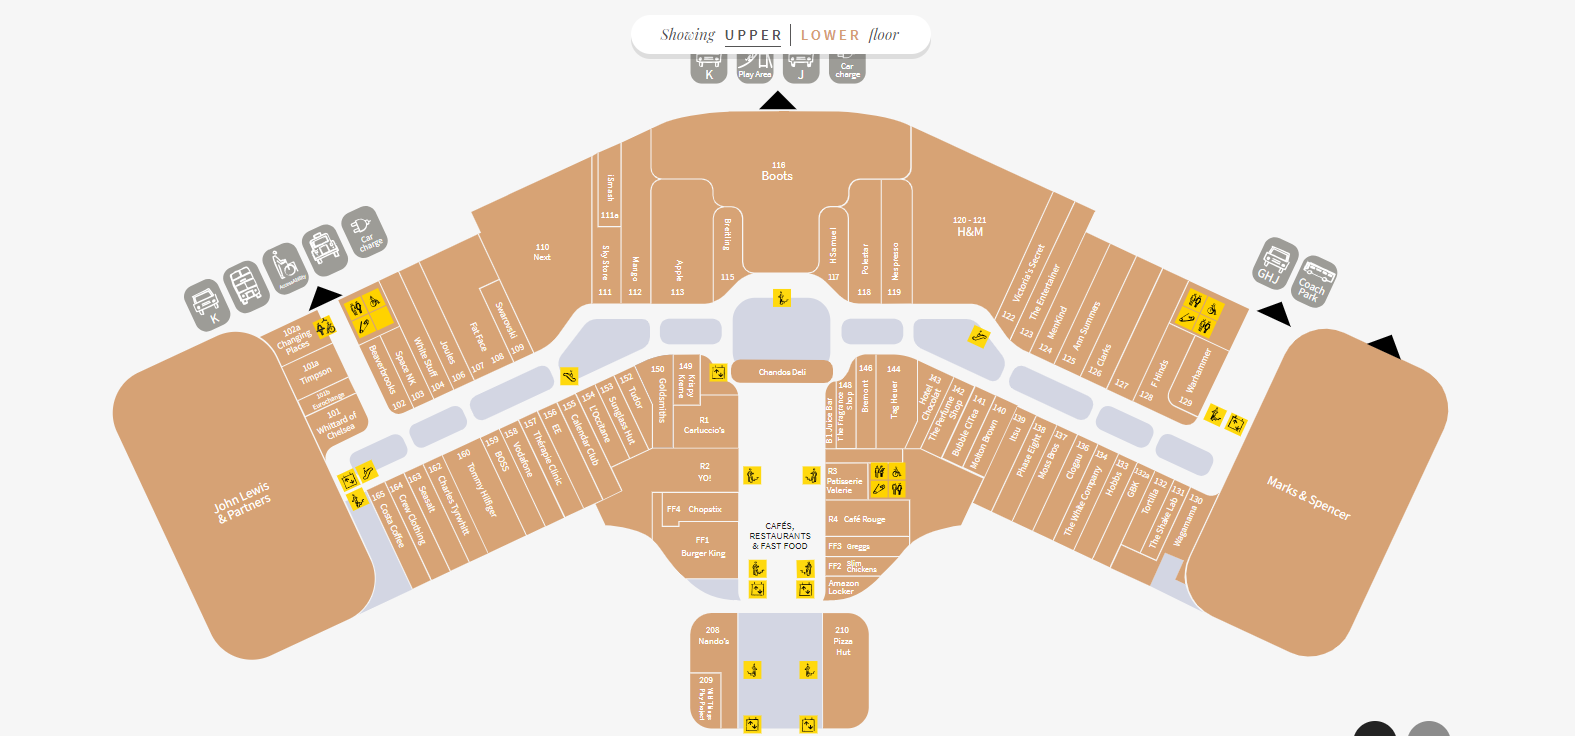 Showing UPPER | LOWER floor
K
Play Area
J
Car
charge
K
Accessibility
Car
charge
GHJ
Coach
Park
John Lewis
& Partners
102a
Changing
Places
101a
Timpson
101b
Eurochange
101
Whittard of
Chelsea
Beaverbrooks
102
Space NK
103
White Stuff
104
Joules
106
107
Fat Face
108
Swarovski
109
110
Next
iSmash
111a
Sky Store
111
Mango
112
Apple
113
Breitling
115
116
Boots
H Samuel
117
Polestar
118
Nespresso
119
120 - 121
H&M
Victoria's Secret
122
The Entertainer
123
MenKind
124
Ann Summers
125
Clarks
126
127
F Hinds
128
Warhammer
129
Marks & Spencer
165
Costa Coffee
164
Crew Clothing
163
Seasalt
162
Charles Tyrwhitt
160
Tommy Hilfiger
159
BOSS
158
Vodafone
157
Thérapie Clinic
156
EE
155
Calendar Club
154
L'Occitane
153
Sunglass Hut
152
Tudor
150
Goldsmiths
149
Krispy
Kreme
R1
Carluccio's
R2
YO!
FF4 Chopstix
FF1
Burger King
Chandos Deli
CAFÉS,
RESTAURANTS
& FAST FOOD
B1 Juice Bar
148
The Fragrance
Shop
146
Bremont
144
Tag Heuer
143
Hotel
Chocolat
142
The Perfume
Shop
141
Bubble CiTea
140
Molton Brown
139
Itsu
138
Phase Eight
137
Moss Bros
136
Clogau
134
The White Company
133
Hobbs
132a
GBK
132
Tortilla
131
The Shake Lab
130
Wagamama
R3
Patisserie
Valerie
R4 Café Rouge
FF3 Greggs
FF2 Slim
Chickens
Amazon
Locker
208
Nando's
209
Wild Things
Play Project
210
Pizza
Hut